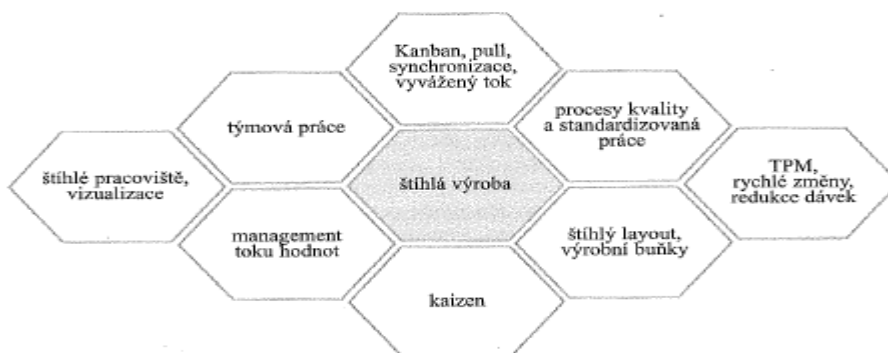 Kanban, pull,
synchronizace,
vyvážený tok
týmová práce
procesy kvality
a standardizovaná
práce
štíhlé pracoviště,
vizualizace
štíhlá výroba
TPM,
rychlé změny,
redukce dávek
management
toku hodnot
štíhlý layout,
výrobní buňky
kaizen